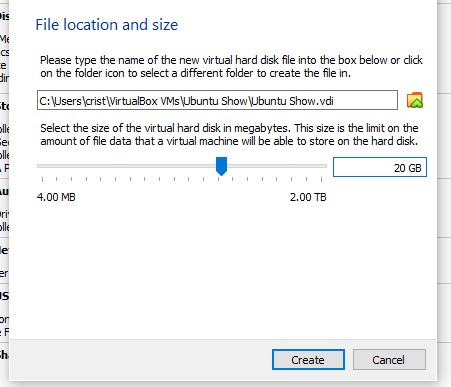 File location and size
Please type the name of the new virtual hard disk file into the box below or click
on the folder icon to select a different folder to create the file in.
C:\Users\crist\VirtualBox VMs\Ubuntu Show\Ubuntu Show.vdi
Select the size of the virtual hard disk in megabytes. This size is the limit on the
amount of file data that a virtual machine will be able to store on the hard disk.
20 GB
4.00 MB
2.00 TB
Create
Cancel